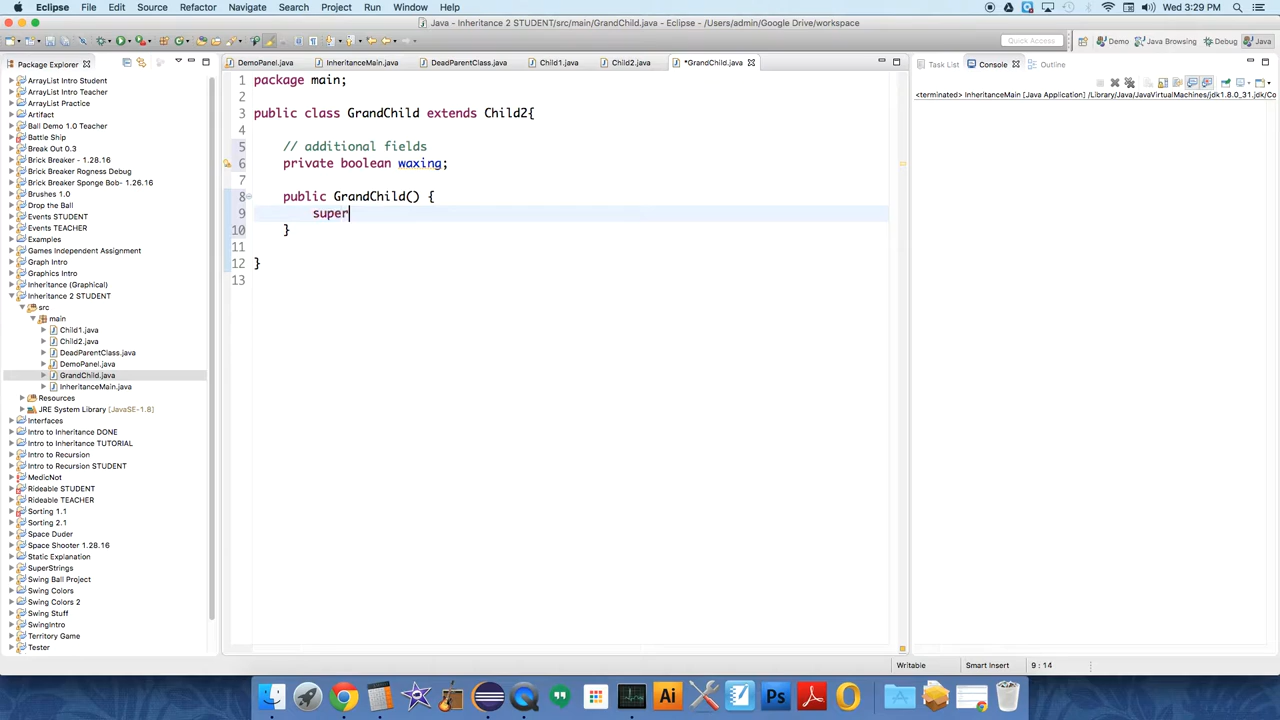 Eclipse File Edit Source Refactor Navigate Search Project Run Window Help Wed 3:29 PM
Java - Inheritance 2 STUDENT/src/main/GrandChild.java - Eclipse - /Users/admin/Google Drive/workspace
Quick Access Demo Java Browsing Debug Java
Package Explorer
ArrayList Intro Student
ArrayList Intro Teacher
ArrayList Practice
Artifact
Ball Demo 1.0 Teacher
Battle Ship
Break Out 0.3
Brick Breaker - 1.28.16
Brick Breaker Rogness Debug
Brick Breaker Sponge Bob- 1.26.16
Brushes 1.0
Drop the Ball
Events STUDENT
Events TEACHER
Examples
Games Independent Assignment
Graph Intro
Graphics Intro
Inheritance (Graphical)
Inheritance 2 STUDENT
src
main
Child1.java
Child2.java
DeadParentClass.java
DemoPanel.java
GrandChild.java
InheritanceMain.java
Resources
JRE System Library [JavaSE-1.8]
Interfaces
Intro to Inheritance DONE
Intro to Inheritance TUTORIAL
Intro to Recursion
Intro to Recursion STUDENT
MedicNot
Rideable STUDENT
Rideable TEACHER
Sorting 1.1
Sorting 2.1
Space Duder
Space Shooter 1.28.16
Static Explanation
SuperStrings
Swing Ball Project
Swing Colors
Swing Colors 2
Swing Stuff
SwingIntro
Territory Game
Tester
DemoPanel.java InheritanceMain.java DeadParentClass.java Child1.java Child2.java *GrandChild.java
1 package main;
2
3 public class GrandChild extends Child2{
4
5 // additional fields
6 private boolean waxing;
7
8 public GrandChild() {
9 super
10 }
11
12 }
13
Task List Console Outline
<terminated> InheritanceMain [Java Application] /Library/Java/JavaVirtualMachines/jdk1.8.0_31.jdk/Co
Writable Smart Insert 9 : 14
Ai Ps